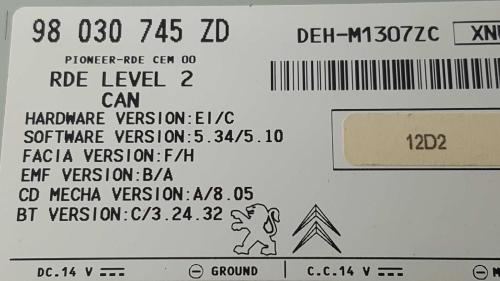 98 030 745 ZD DEH-M1307ZC
PIONEER-RDE CEM 00
RDE LEVEL 2
CAN
HARDWARE VERSION:EI/C
SOFTWARE VERSION:5.34/5.10
FACIA VERSION:F/H
EMF VERSION:B/A
CD MECHA VERSION:A/8.05
BT VERSION:C/3.24.32
12D2
DC.14 V GROUND C.C.14 V